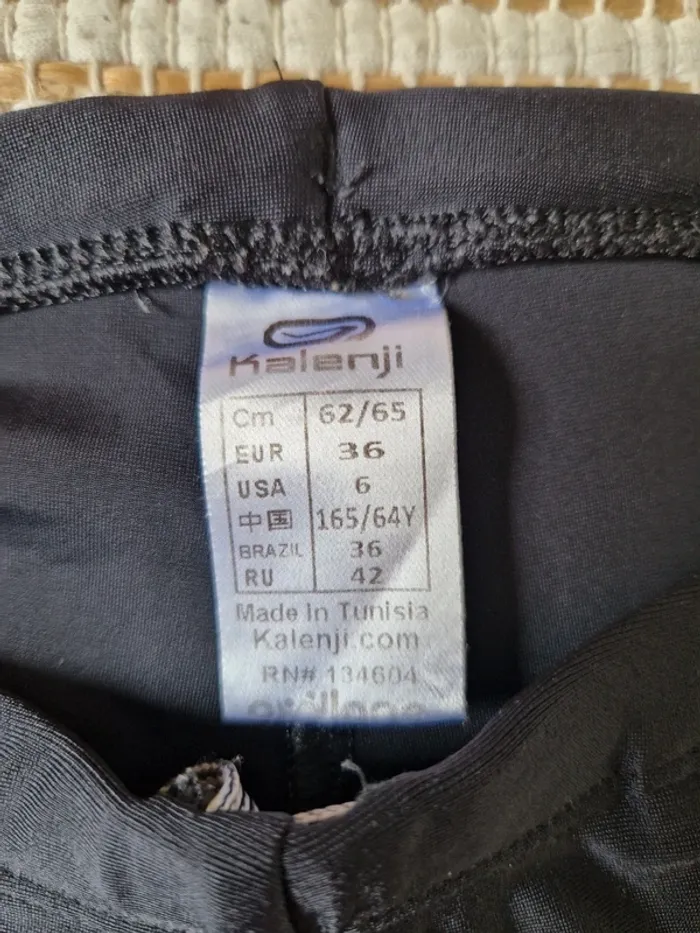 Kalenji
Cm 62/65
EUR 36
USA 6
中国 165/64Y
BRAZIL 36
RU 42
Made In Tunisia
Kalenji.com
RN# 134604